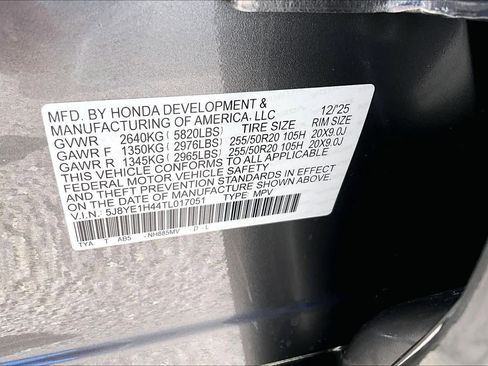 MFD. BY HONDA DEVELOPMENT & 12/'25
MANUFACTURING OF AMERICA, LLC
TIRE SIZE RIM SIZE
GVWR 2640KG(5820LBS)
GAWR F 1350KG(2976LBS) 255/50R20 105H 20X9.0J
GAWR R 1345KG(2965LBS) 255/50R20 105H 20X9.0J
THIS VEHICLE CONFORMS TO ALL APPLICABLE
FEDERAL MOTOR VEHICLE SAFETY AND
THEFT PREVENTION STANDARDS IN EFFECT ON
THE DATE OF MANUFACTURE SHOWN ABOVE.
V.I.N.: 5J8YE1H44TL017051 TYPE: MPV
TYA T AB5 -NH885MV -D -L